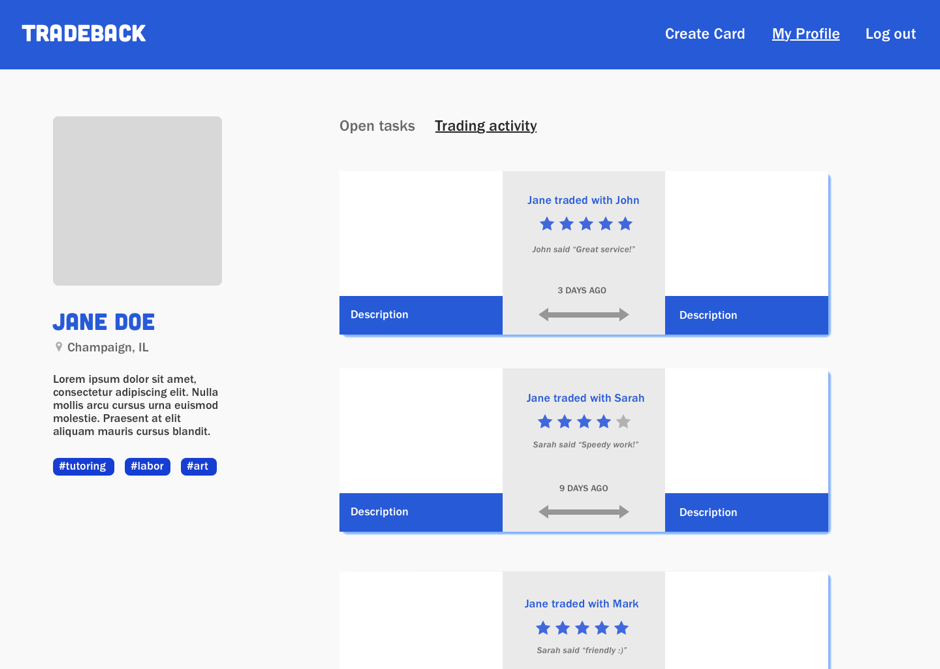 TRADEBACK
Create Card
My Profile
Log out
JANE DOE
Champaign, IL
Lorem ipsum dolor sit amet,
consectetur adipiscing elit. Nulla
mollis arcu cursus urna euismod
molestie. Praesent at elit
aliquam mauris cursus blandit.
#tutoring
#labor
#art
Open tasks
Trading activity
Jane traded with John
John said “Great service!”
3 DAYS AGO
Description
Description
Jane traded with Sarah
Sarah said “Speedy work!”
9 DAYS AGO
Description
Description
Jane traded with Mark
Sarah said “friendly :)”